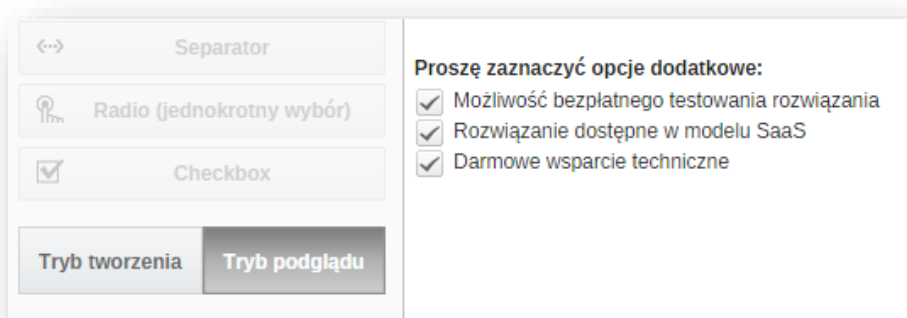 Separator
Radio (jednokrotny wybór)
Checkbox
Tryb tworzenia
Tryb podglądu
Proszę zaznaczyć opcje dodatkowe:
Możliwość bezpłatnego testowania rozwiązania
Rozwiązanie dostępne w modelu SaaS
Darmowe wsparcie techniczne